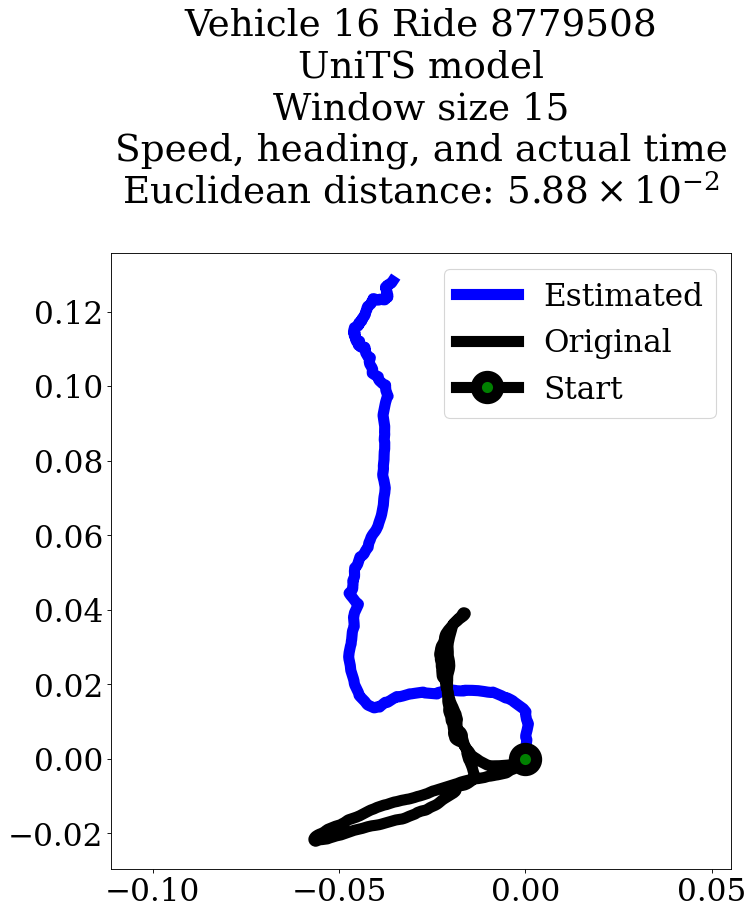 Vehicle 16 Ride 8779508
UniTS model
Window size 15
Speed, heading, and actual time
Euclidean distance: 5.88 × 10⁻²
Estimated
Original
Start
0.12
0.10
0.08
0.06
0.04
0.02
0.00
−0.02
−0.10
−0.05
0.00
0.05